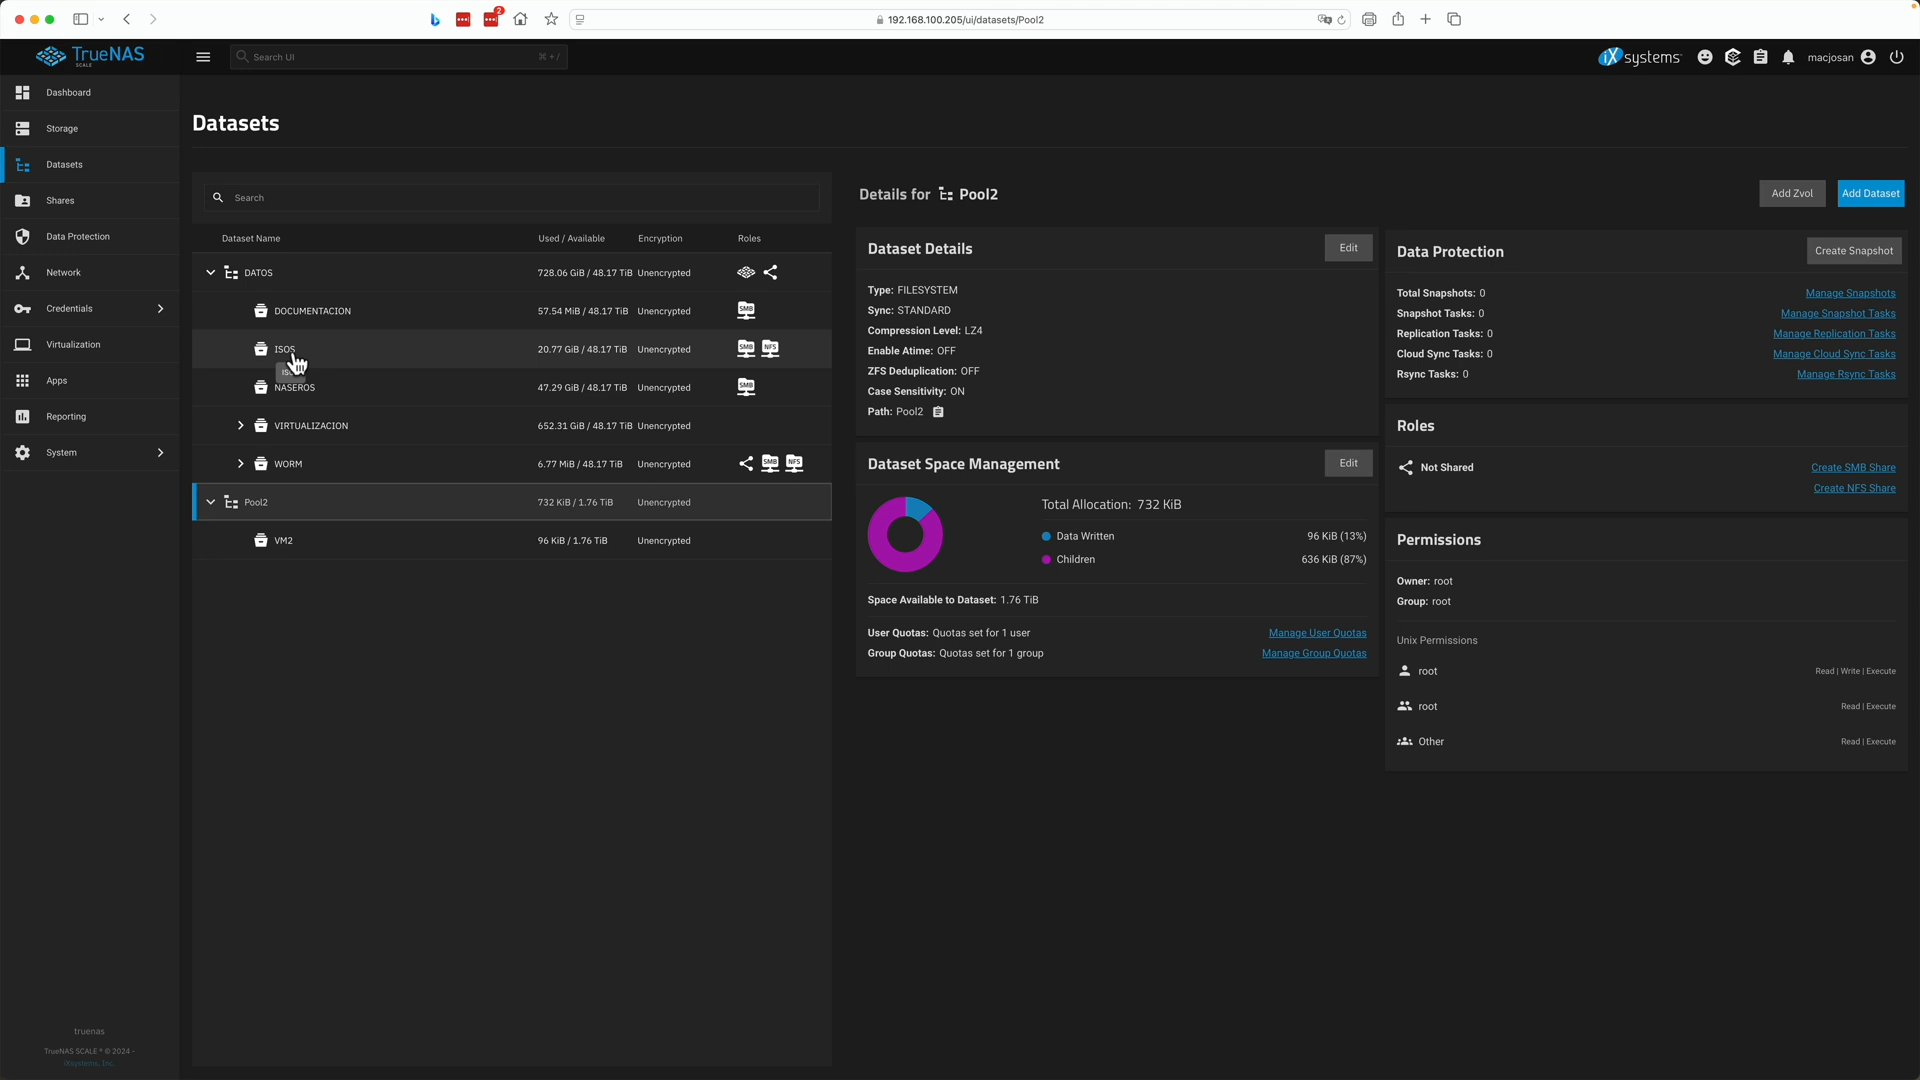 2
192.168.100.205/ui/datasets/Pool2
TrueNAS
SCALE
Search UI
⌘ + /
iXsystems
macjosan
Dashboard
Storage
Datasets
Shares
Data Protection
Network
Credentials
Virtualization
Apps
Reporting
System
truenas
TrueNAS SCALE ® © 2024 -
iXsystems, Inc.
Datasets
Search
Dataset Name Used / Available Encryption Roles
DATOS 728.06 GiB / 48.17 TiB Unencrypted
DOCUMENTACION 57.54 MiB / 48.17 TiB Unencrypted SMB
ISOS 20.77 GiB / 48.17 TiB Unencrypted SMB NFS
NASEROS 47.29 GiB / 48.17 TiB Unencrypted SMB
VIRTUALIZACION 652.31 GiB / 48.17 TiB Unencrypted
WORM 6.77 MiB / 48.17 TiB Unencrypted SMB NFS
Pool2 732 KiB / 1.76 TiB Unencrypted
VM2 96 KiB / 1.76 TiB Unencrypted
Details for Pool2
Add Zvol
Add Dataset
Dataset Details
Edit
Type: FILESYSTEM
Sync: STANDARD
Compression Level: LZ4
Enable Atime: OFF
ZFS Deduplication: OFF
Case Sensitivity: ON
Path: Pool2
Dataset Space Management
Edit
Total Allocation: 732 KiB
Data Written 96 KiB (13%)
Children 636 KiB (87%)
Space Available to Dataset: 1.76 TiB
User Quotas: Quotas set for 1 user Manage User Quotas
Group Quotas: Quotas set for 1 group Manage Group Quotas
Data Protection
Create Snapshot
Total Snapshots: 0 Manage Snapshots
Snapshot Tasks: 0 Manage Snapshot Tasks
Replication Tasks: 0 Manage Replication Tasks
Cloud Sync Tasks: 0 Manage Cloud Sync Tasks
Rsync Tasks: 0 Manage Rsync Tasks
Roles
Not Shared
Create SMB Share
Create NFS Share
Permissions
Owner: root
Group: root
Unix Permissions
root Read | Write | Execute
root Read | Execute
Other Read | Execute